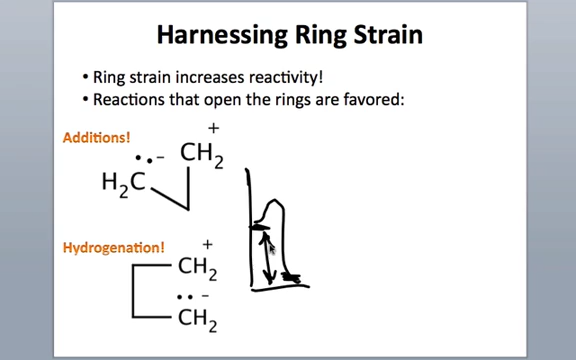 Harnessing Ring Strain
• Ring strain increases reactivity!
• Reactions that open the rings are favored:
Additions!
+
•• −
CH2
H2C
Hydrogenation!
+
CH2
•• −
CH2